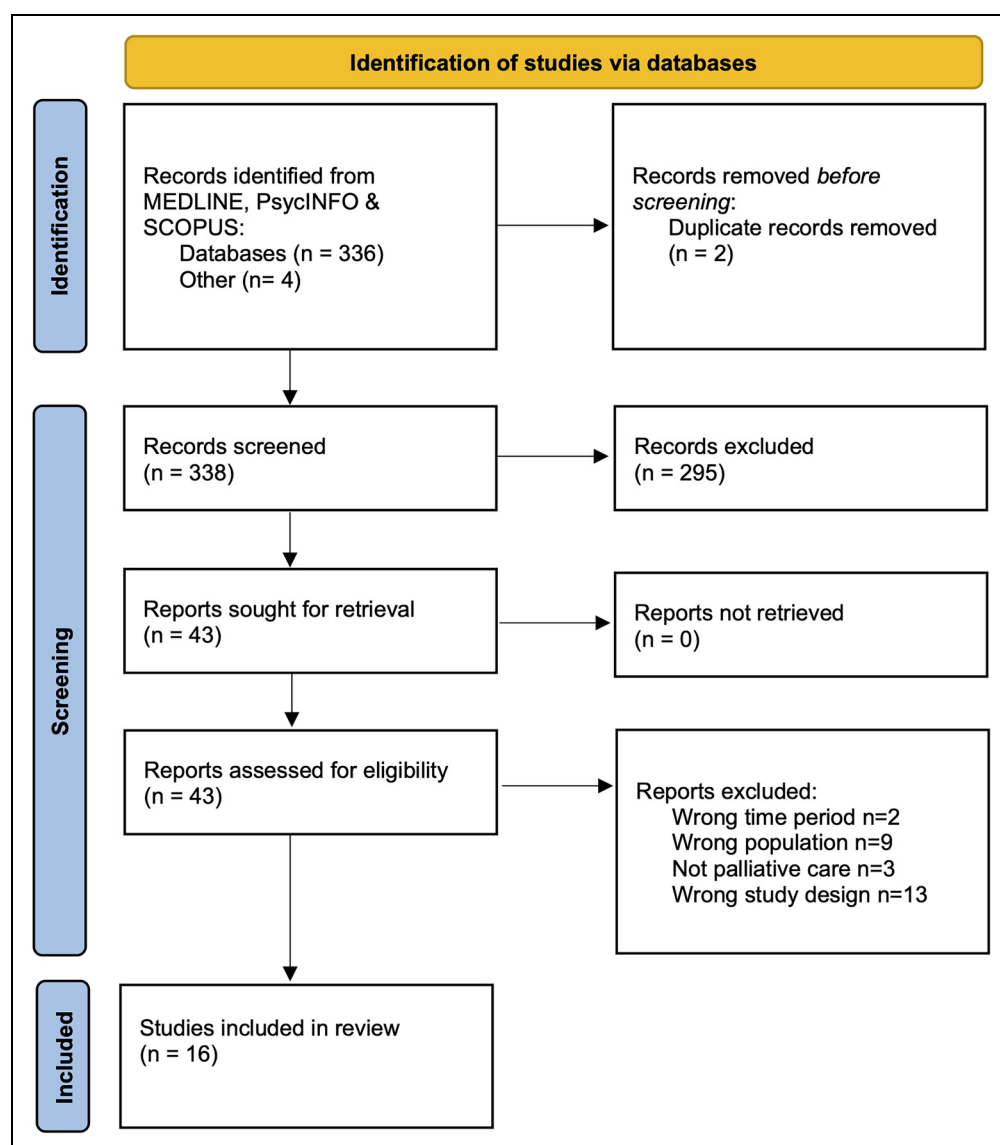 Identification of studies via databases
Identification
Records identified from
MEDLINE, PsycINFO &
SCOPUS:
Databases (n = 336)
Other (n= 4)
Records removed before
screening:
Duplicate records removed
(n = 2)
Screening
Records screened
(n = 338)
Records excluded
(n = 295)
Reports sought for retrieval
(n = 43)
Reports not retrieved
(n = 0)
Reports assessed for eligibility
(n = 43)
Reports excluded:
Wrong time period n=2
Wrong population n=9
Not palliative care n=3
Wrong study design n=13
Included
Studies included in review
(n = 16)